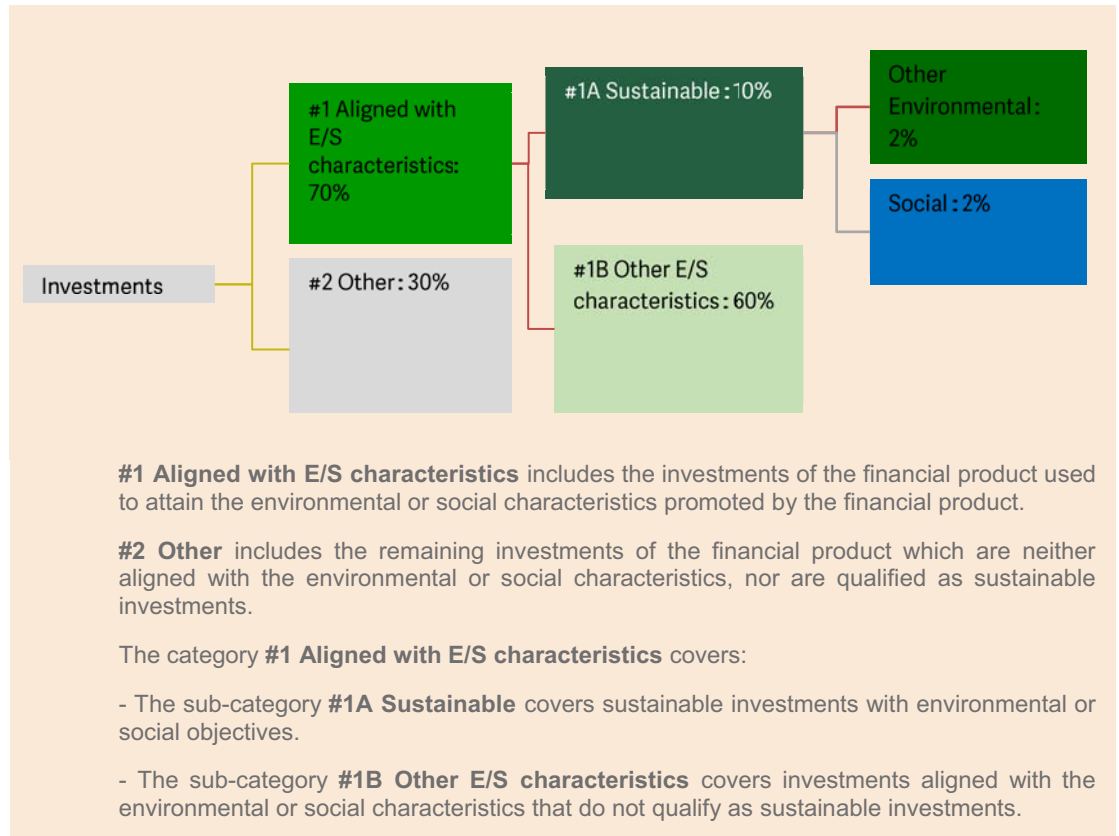 Investments
#1 Aligned with
E/S
characteristics:
70%
#2 Other: 30%
#1A Sustainable: 10%
#1B Other E/S
characteristics: 60%
Other
Environmental:
2%
Social: 2%
#1 Aligned with E/S characteristics includes the investments of the financial product used
to attain the environmental or social characteristics promoted by the financial product.
#2 Other includes the remaining investments of the financial product which are neither
aligned with the environmental or social characteristics, nor are qualified as sustainable
investments.
The category #1 Aligned with E/S characteristics covers:
- The sub-category #1A Sustainable covers sustainable investments with environmental or
social objectives.
- The sub-category #1B Other E/S characteristics covers investments aligned with the
environmental or social characteristics that do not qualify as sustainable investments.